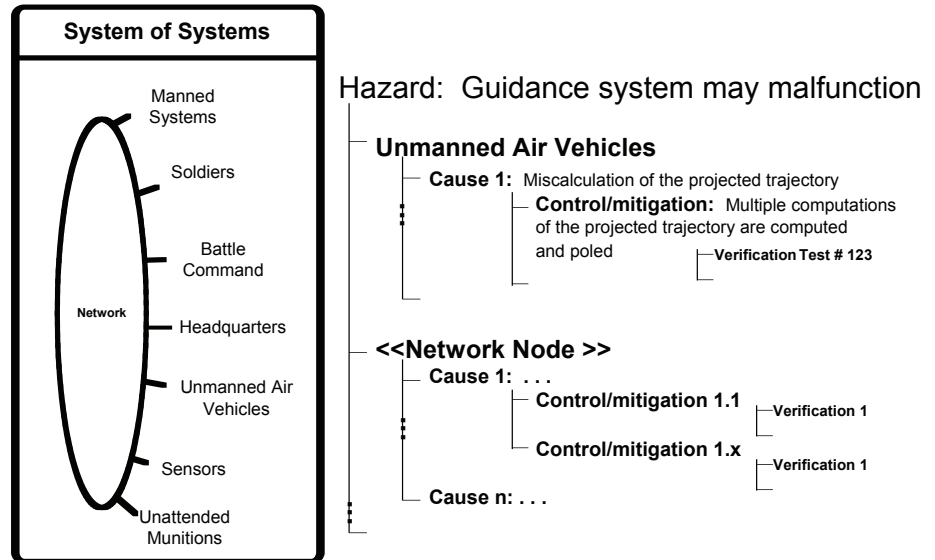 System of Systems
Manned
Systems
Soldiers
Battle
Command
Network
Headquarters
Unmanned Air
Vehicles
Sensors
Unattended
Munitions
Hazard: Guidance system may malfunction
Unmanned Air Vehicles
Cause 1: Miscalculation of the projected trajectory
Control/mitigation: Multiple computations
of the projected trajectory are computed
and poled
Verification Test # 123
<<Network Node >>
Cause 1: . . .
Control/mitigation 1.1
Verification 1
Control/mitigation 1.x
Verification 1
Cause n: . . .